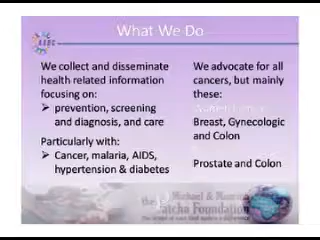 What We Do
We collect and disseminate
health related information
focusing on:
➢ prevention, screening
and diagnosis, and care
Particularly with:
➢ Cancer, malaria, AIDS,
hypertension & diabetes
We advocate for all
cancers, but mainly
these:
Breast, Gynecologic
and Colon
Prostate and Colon
Michael &
the
Foundation